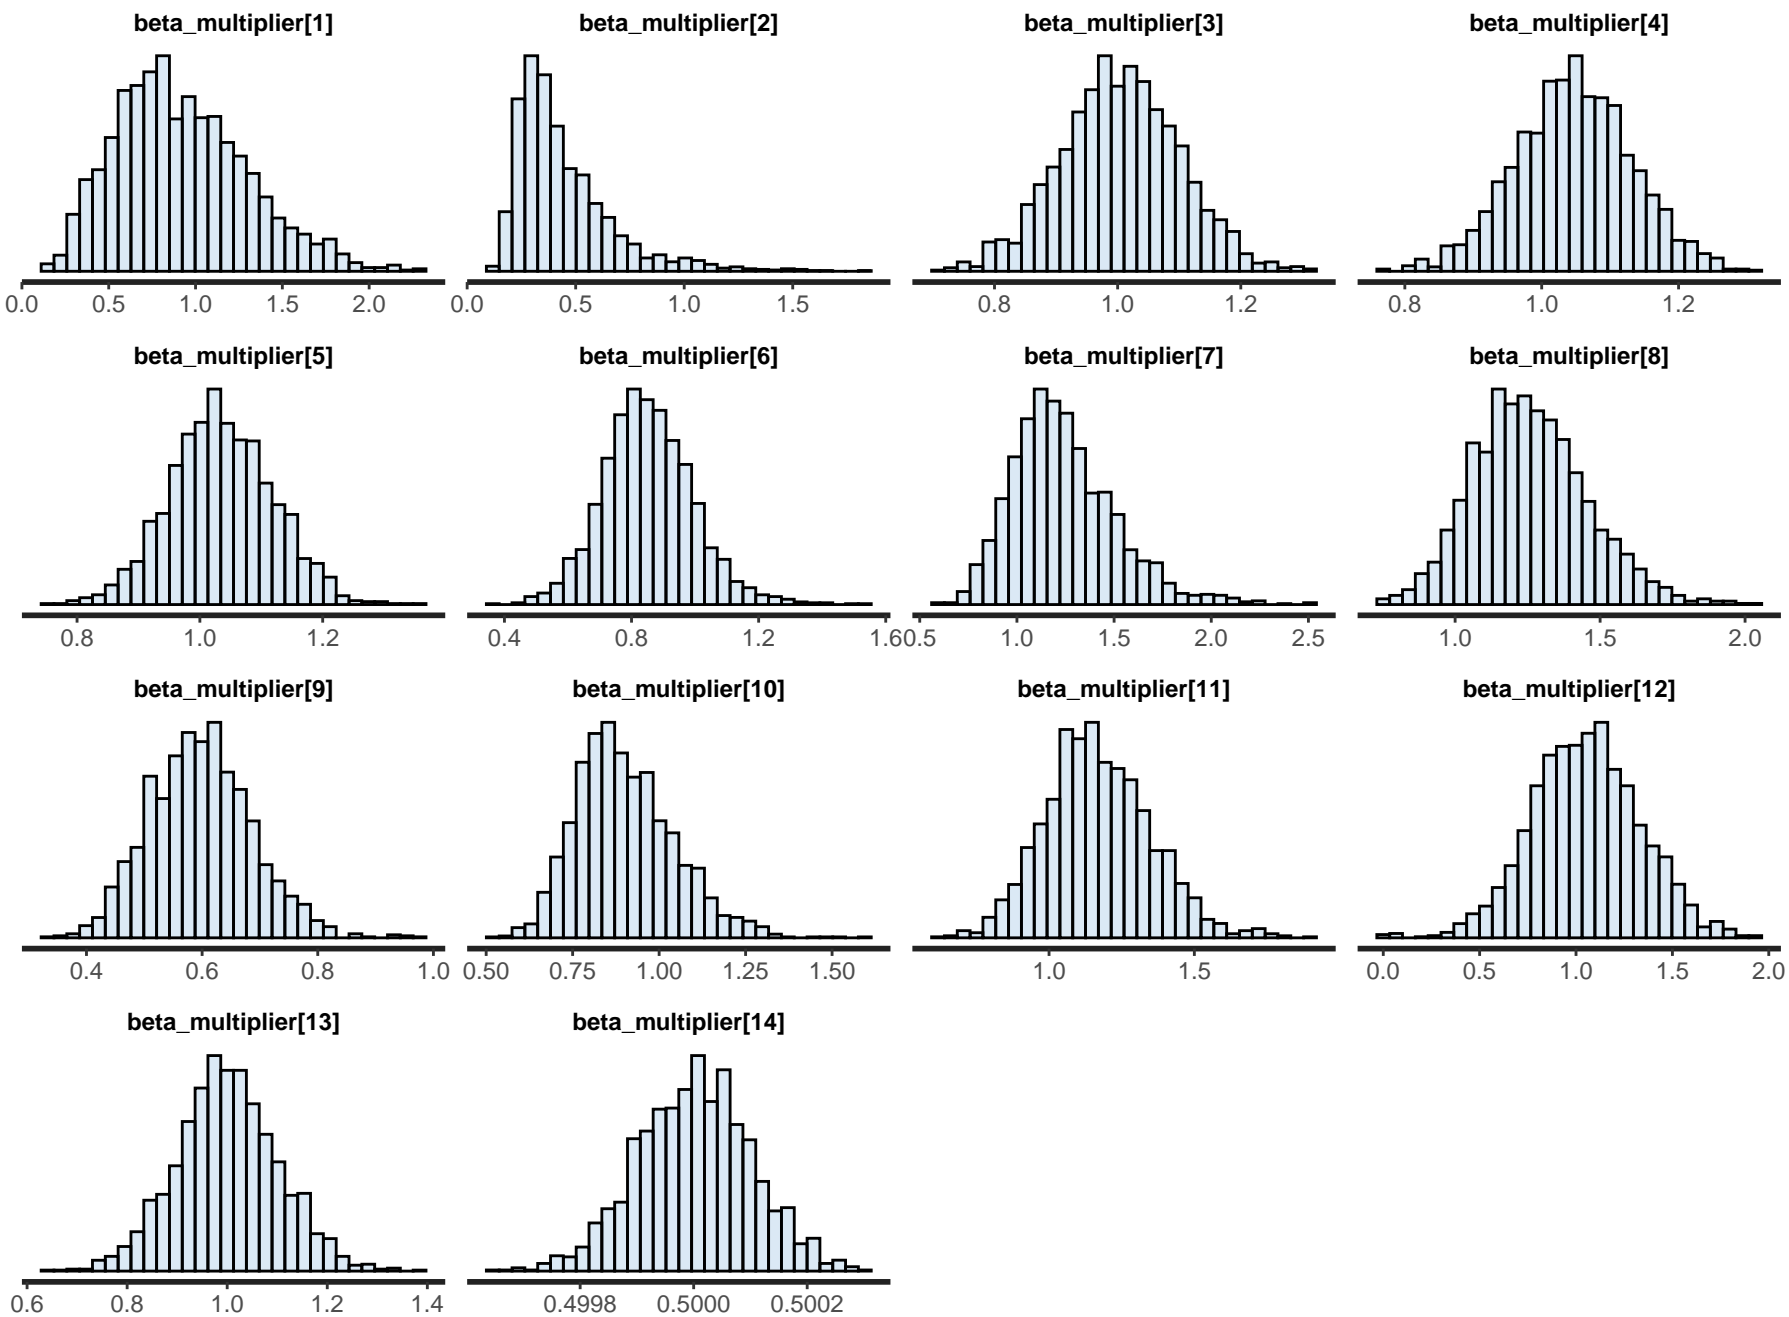 beta_multiplier[1] beta_multiplier[2] beta_multiplier[3] beta_multiplier[4]
0.0 0.5 1.0 1.5 2.0 0.0 0.5 1.0 1.5 0.8 1.0 1.2 0.8 1.0 1.2
beta_multiplier[5] beta_multiplier[6] beta_multiplier[7] beta_multiplier[8]
0.8 1.0 1.2 0.4 0.8 1.2 1.6 0.5 1.0 1.5 2.0 2.5 1.0 1.5 2.0
beta_multiplier[9] beta_multiplier[10] beta_multiplier[11] beta_multiplier[12]
0.4 0.6 0.8 1.0 0.50 0.75 1.00 1.25 1.50 1.0 1.5 0.0 0.5 1.0 1.5 2.0
beta_multiplier[13] beta_multiplier[14]
0.6 0.8 1.0 1.2 1.4 0.4998 0.5000 0.5002